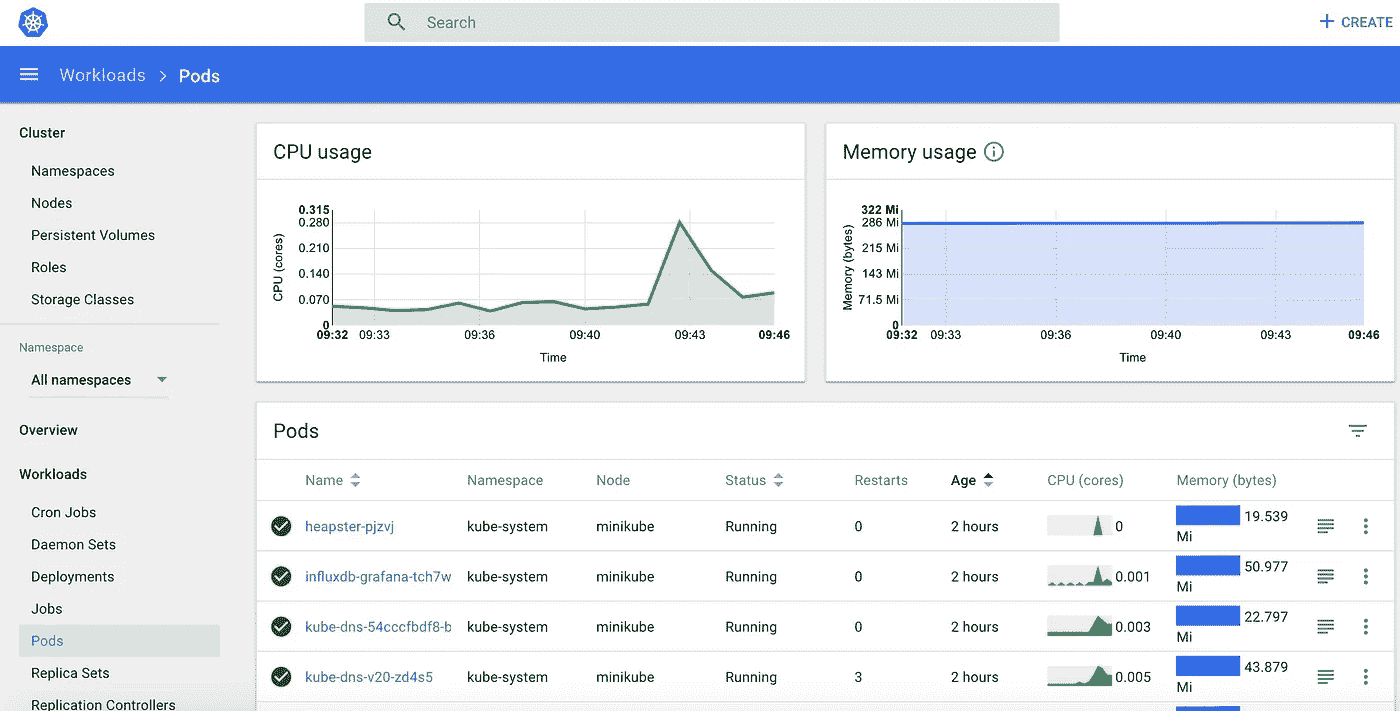 Search
CREATE
Workloads > Pods
Cluster
Namespaces
Nodes
Persistent Volumes
Roles
Storage Classes
Namespace
All namespaces
Overview
Workloads
Cron Jobs
Daemon Sets
Deployments
Jobs
Pods
Replica Sets
Replication Controllers
CPU usage
CPU (cores)
0.315
0.280
0.210
0.140
0.070
0
09:32 09:33 09:36 09:40 09:43 09:46
Time
Memory usage
Memory (bytes)
322 Mi
286 Mi
215 Mi
143 Mi
71.5 Mi
0
09:32 09:33 09:36 09:40 09:43 09:46
Time
Pods
Name Namespace Node Status Restarts Age CPU (cores) Memory (bytes)
heapster-pjzvj kube-system minikube Running 0 2 hours 0 19.539
Mi
influxdb-grafana-tch7w kube-system minikube Running 0 2 hours 0.001 50.977
Mi
kube-dns-54cccfbdf8-b kube-system minikube Running 0 2 hours 0.003 22.797
Mi
kube-dns-v20-zd4s5 kube-system minikube Running 3 2 hours 0.005 43.879
Mi